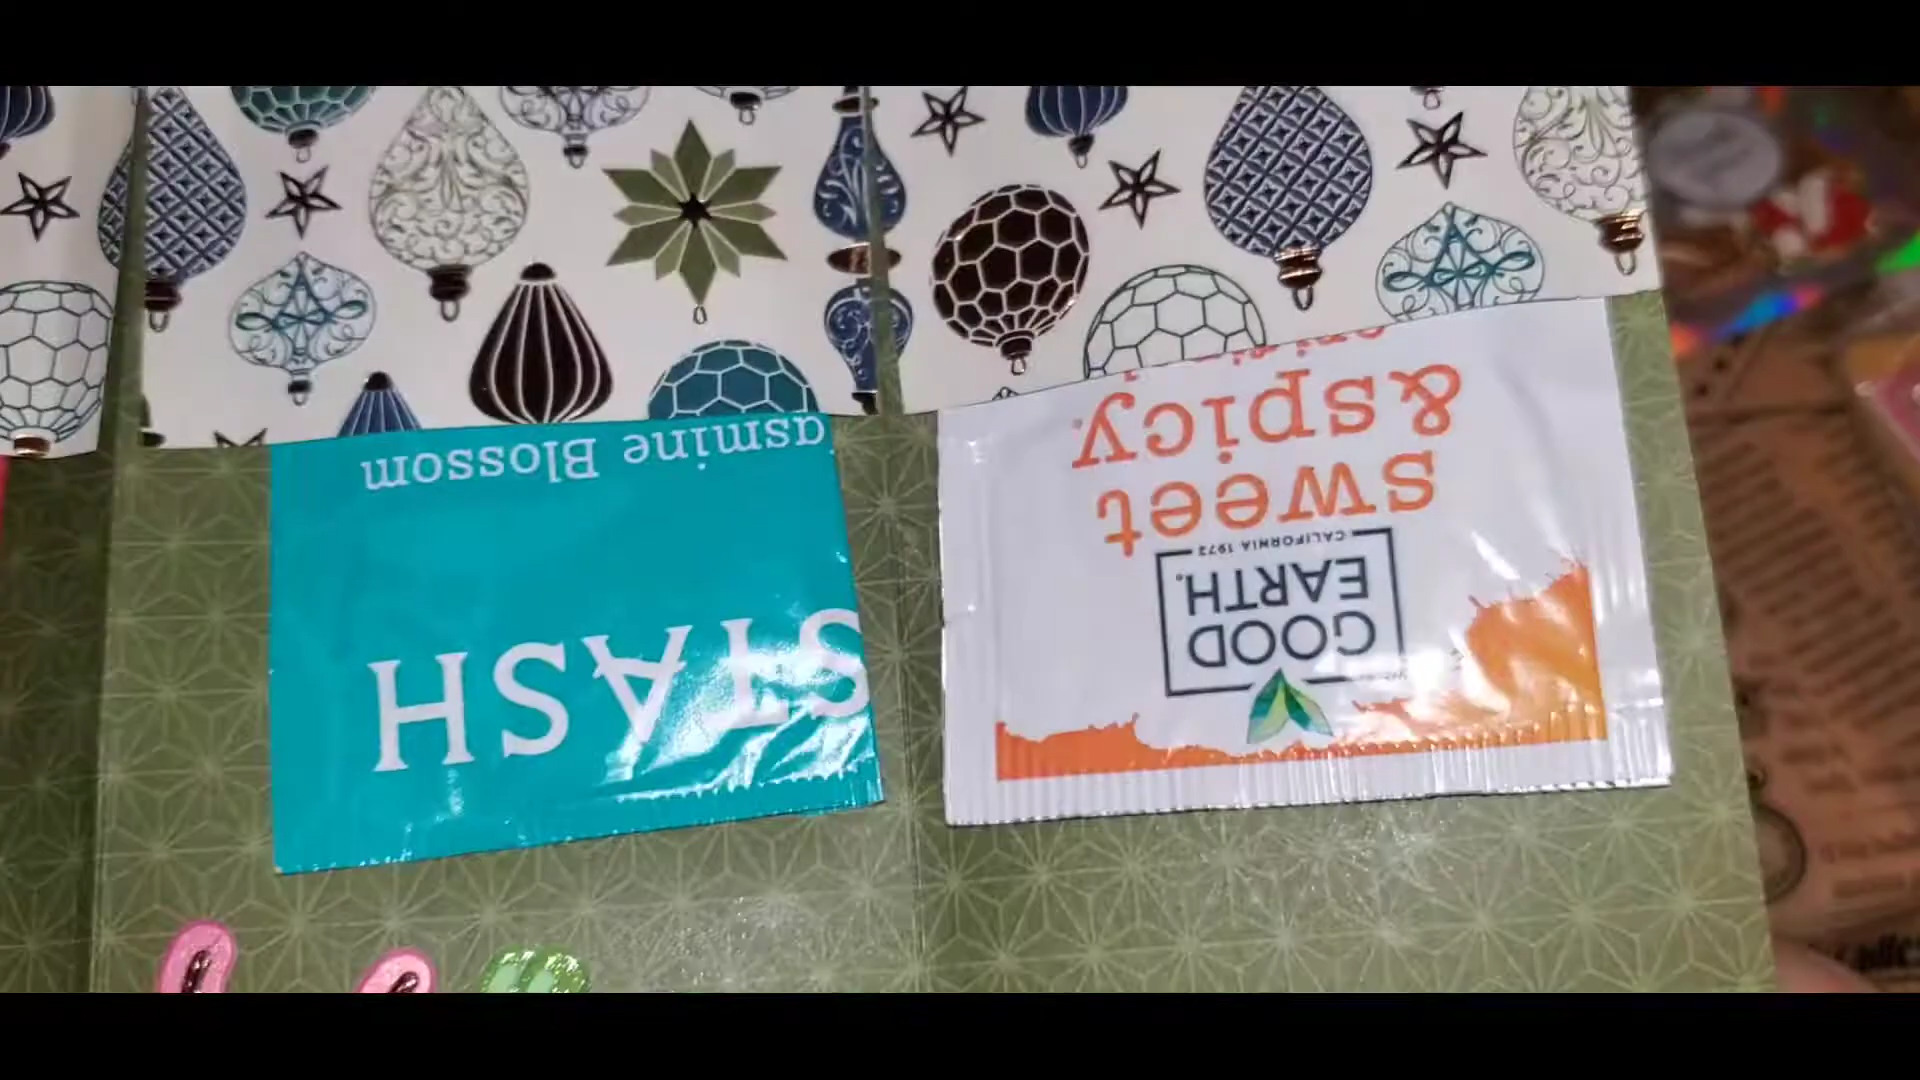 STASH
asmine Blossom
GOOD
EARTH.
CALIFORNIA 1972
sweet
&spicy.